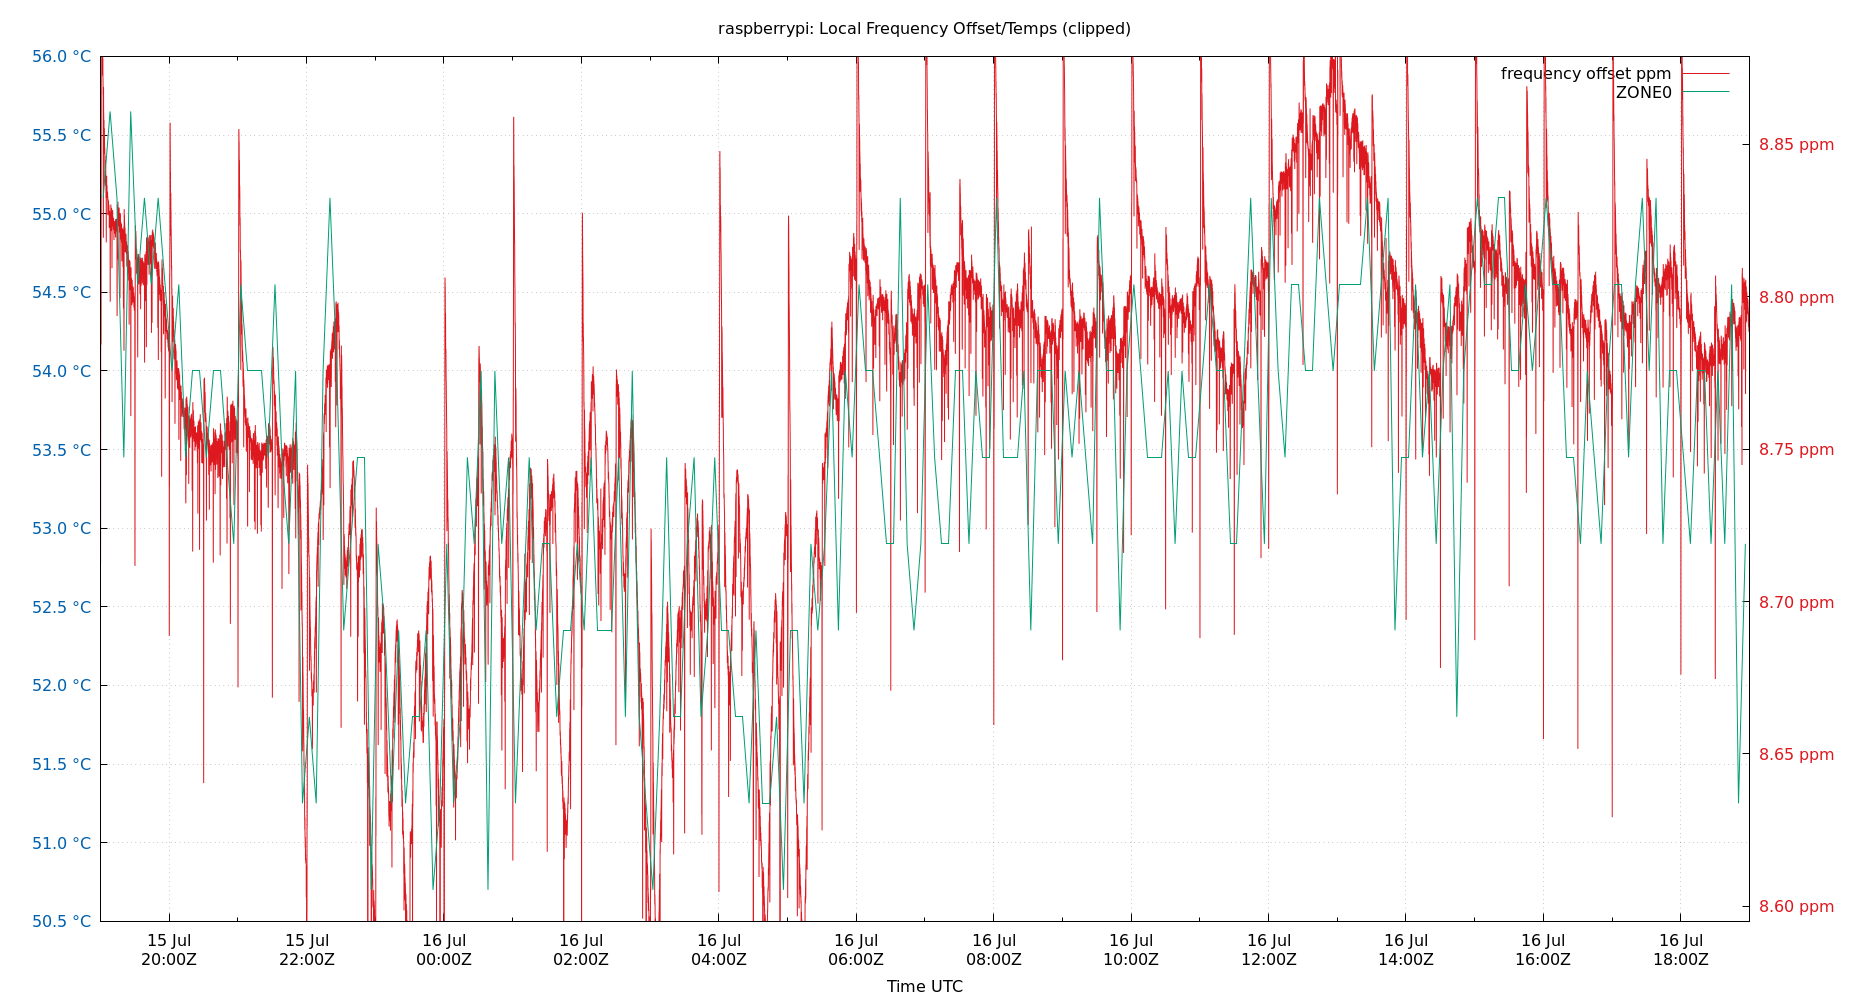 raspberrypi: Local Frequency Offset/Temps (clipped)
56.0 °C
55.5 °C
55.0 °C
54.5 °C
54.0 °C
53.5 °C
53.0 °C
52.5 °C
52.0 °C
51.5 °C
51.0 °C
50.5 °C
frequency offset ppm
ZONE0
8.85 ppm
8.80 ppm
8.75 ppm
8.70 ppm
8.65 ppm
8.60 ppm
15 Jul
20:00Z
15 Jul
22:00Z
16 Jul
00:00Z
16 Jul
02:00Z
16 Jul
04:00Z
16 Jul
06:00Z
16 Jul
08:00Z
16 Jul
10:00Z
16 Jul
12:00Z
16 Jul
14:00Z
16 Jul
16:00Z
16 Jul
18:00Z
Time UTC